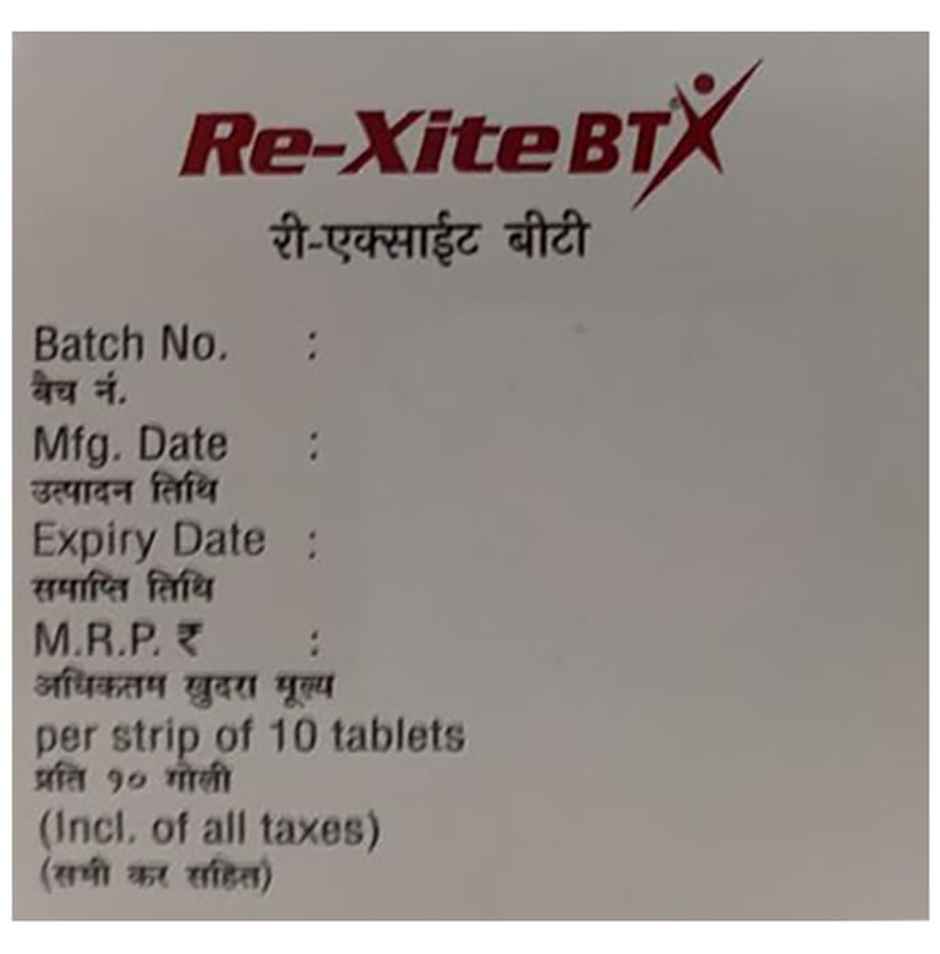 Re-Xite BTX
री-एक्साईट बीटी
Batch No. :
बैच नं.
Mfg. Date :
उत्पादन तिथि
Expiry Date :
समाप्ति तिथि
M.R.P. ₹ :
अधिकतम खुदरा मूल्य
per strip of 10 tablets
प्रति १० गोली
(Incl. of all taxes)
(सभी कर सहित)